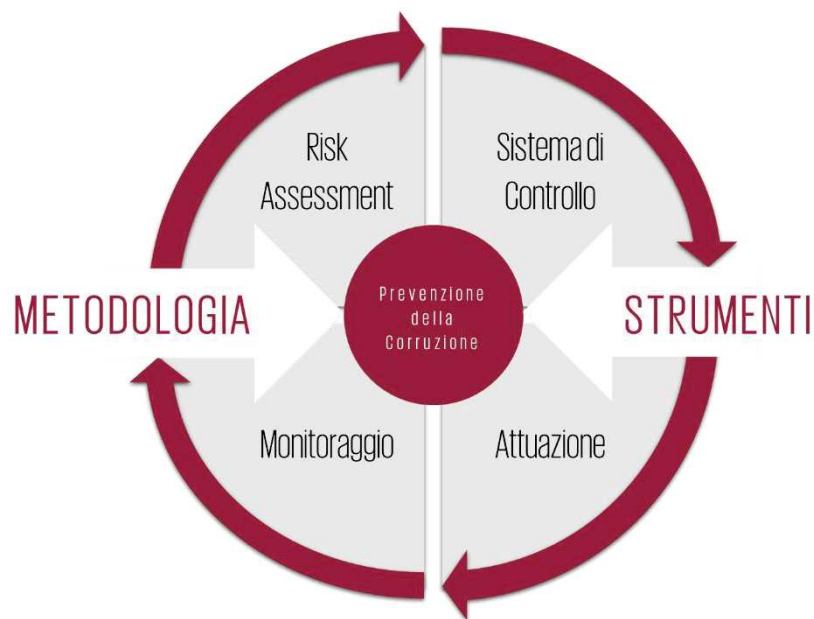 Risk
Assessment
Sistema di
Controllo
METODOLOGIA
Prevenzione
della
Corruzione
STRUMENTI
Monitoraggio
Attuazione